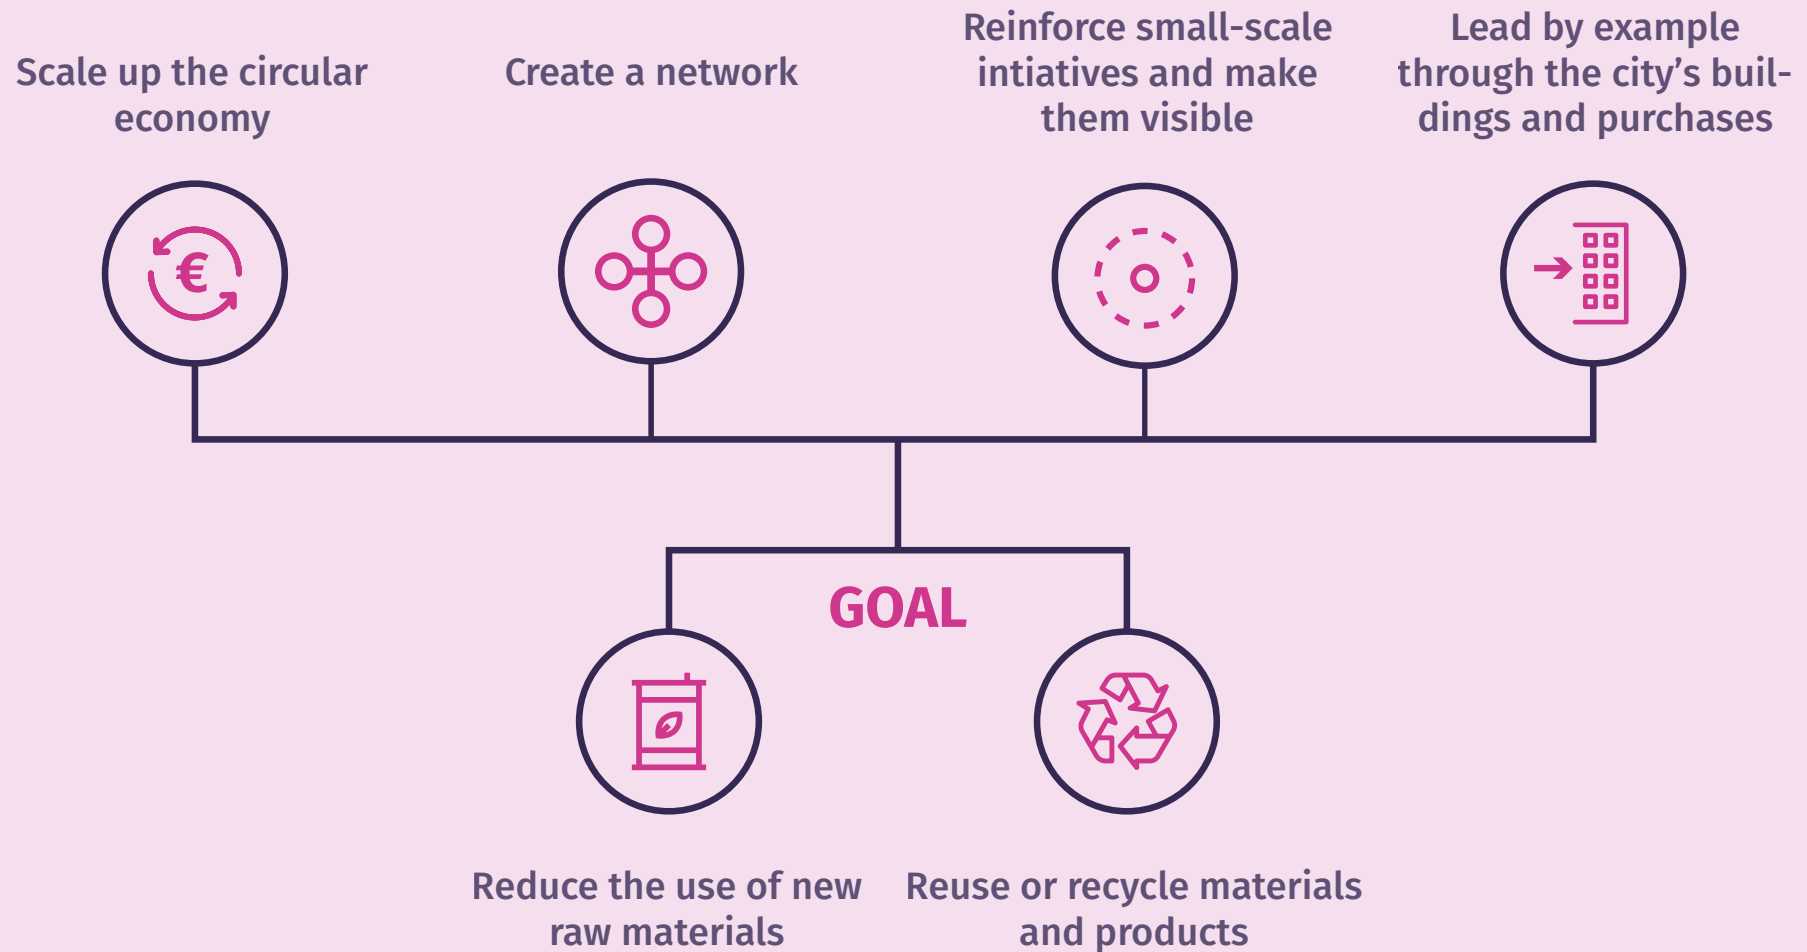 Scale up the circular
economy
Create a network
Reinforce small-scale
intiatives and make
them visible
Lead by example
through the city's buil-
dings and purchases
€
GOAL
Reduce the use of new
raw materials
Reuse or recycle materials
and products